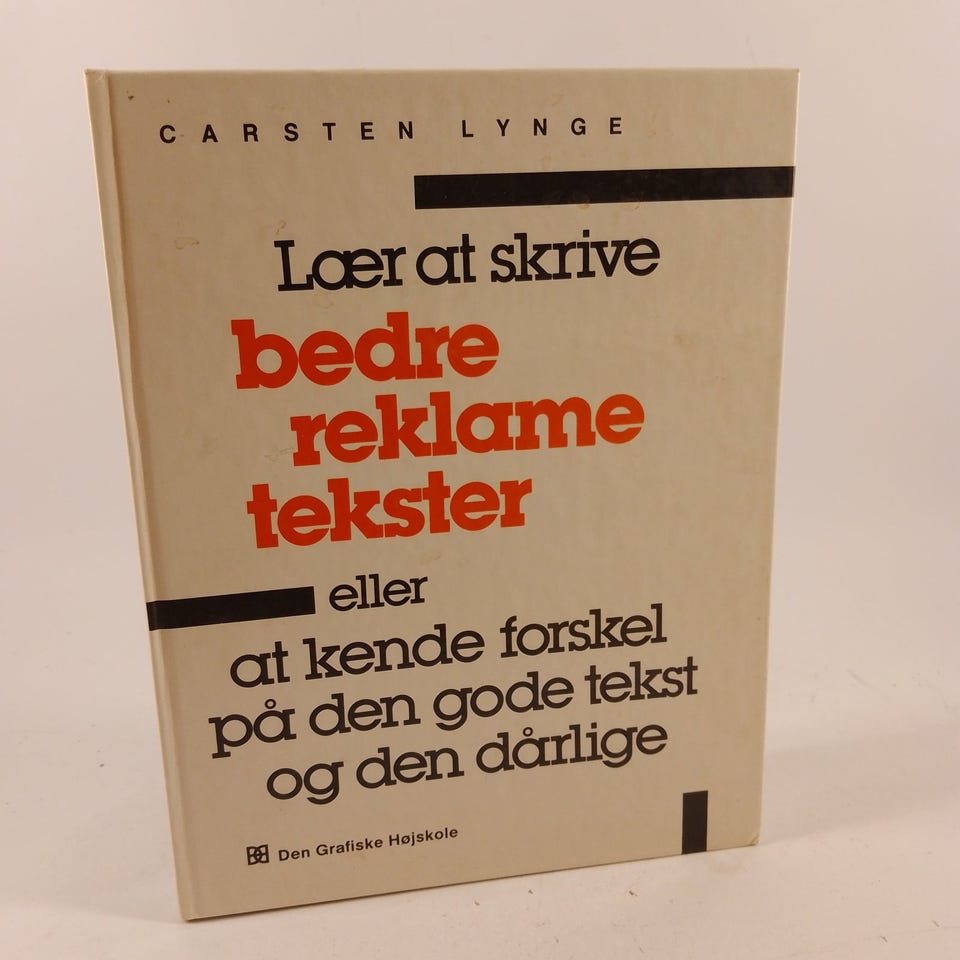 CARSTEN LYNGE
Lær at skrive
bedre
reklame
tekster
eller
at kende forskel
på den gode tekst
og den dårlige
Den Grafiske Højskole